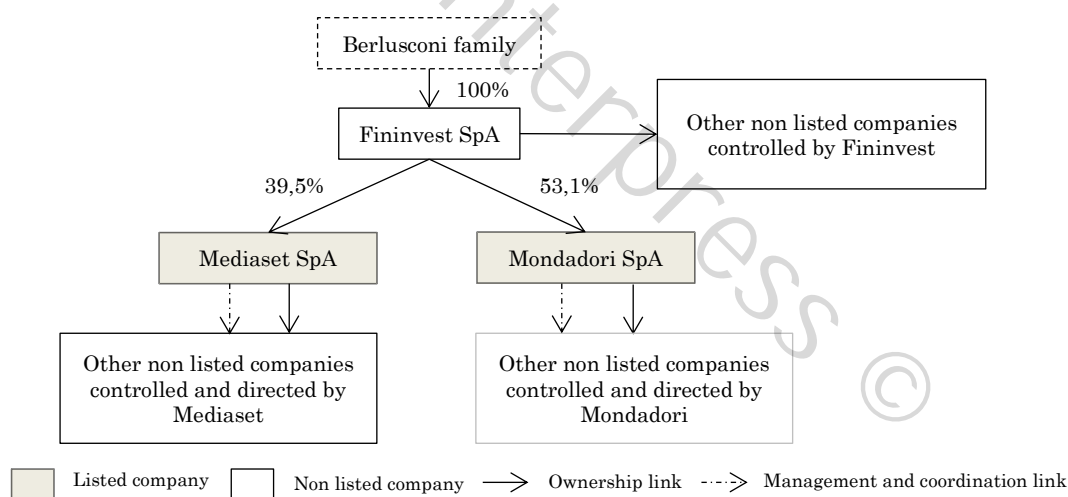 Berlusconi family
100%
Fininvest SpA
Other non listed companies
controlled by Fininvest
39,5%
53,1%
Mediaset SpA
Mondadori SpA
Other non listed companies
controlled and directed by
Mediaset
Other non listed companies
controlled and directed by
Mondadori
Listed company
Non listed company
Ownership link
Management and coordination link
nterpress ©